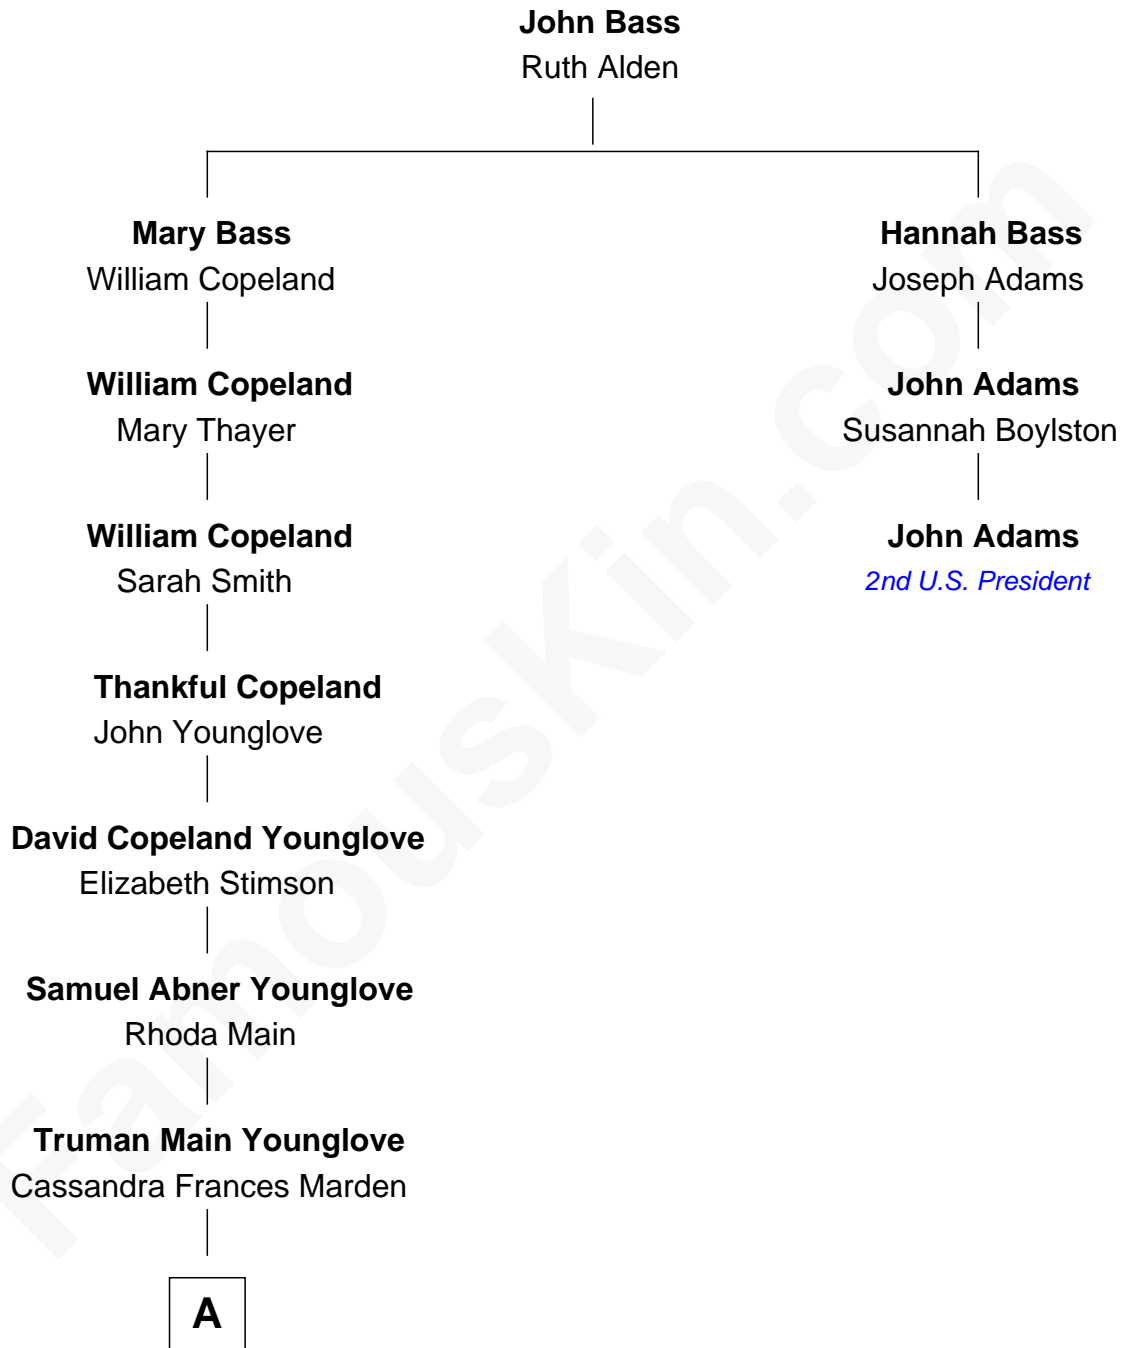 John Bass
Ruth Alden
Mary Bass
William Copeland
Hannah Bass
Joseph Adams
William Copeland
Mary Thayer
John Adams
Susannah Boylston
William Copeland
Sarah Smith
John Adams
2nd U.S. President
Thankful Copeland
John Younglove
David Copeland Younglove
Elizabeth Stimson
Samuel Abner Younglove
Rhoda Main
Truman Main Younglove
Cassandra Frances Marden
A
FamousKin.com